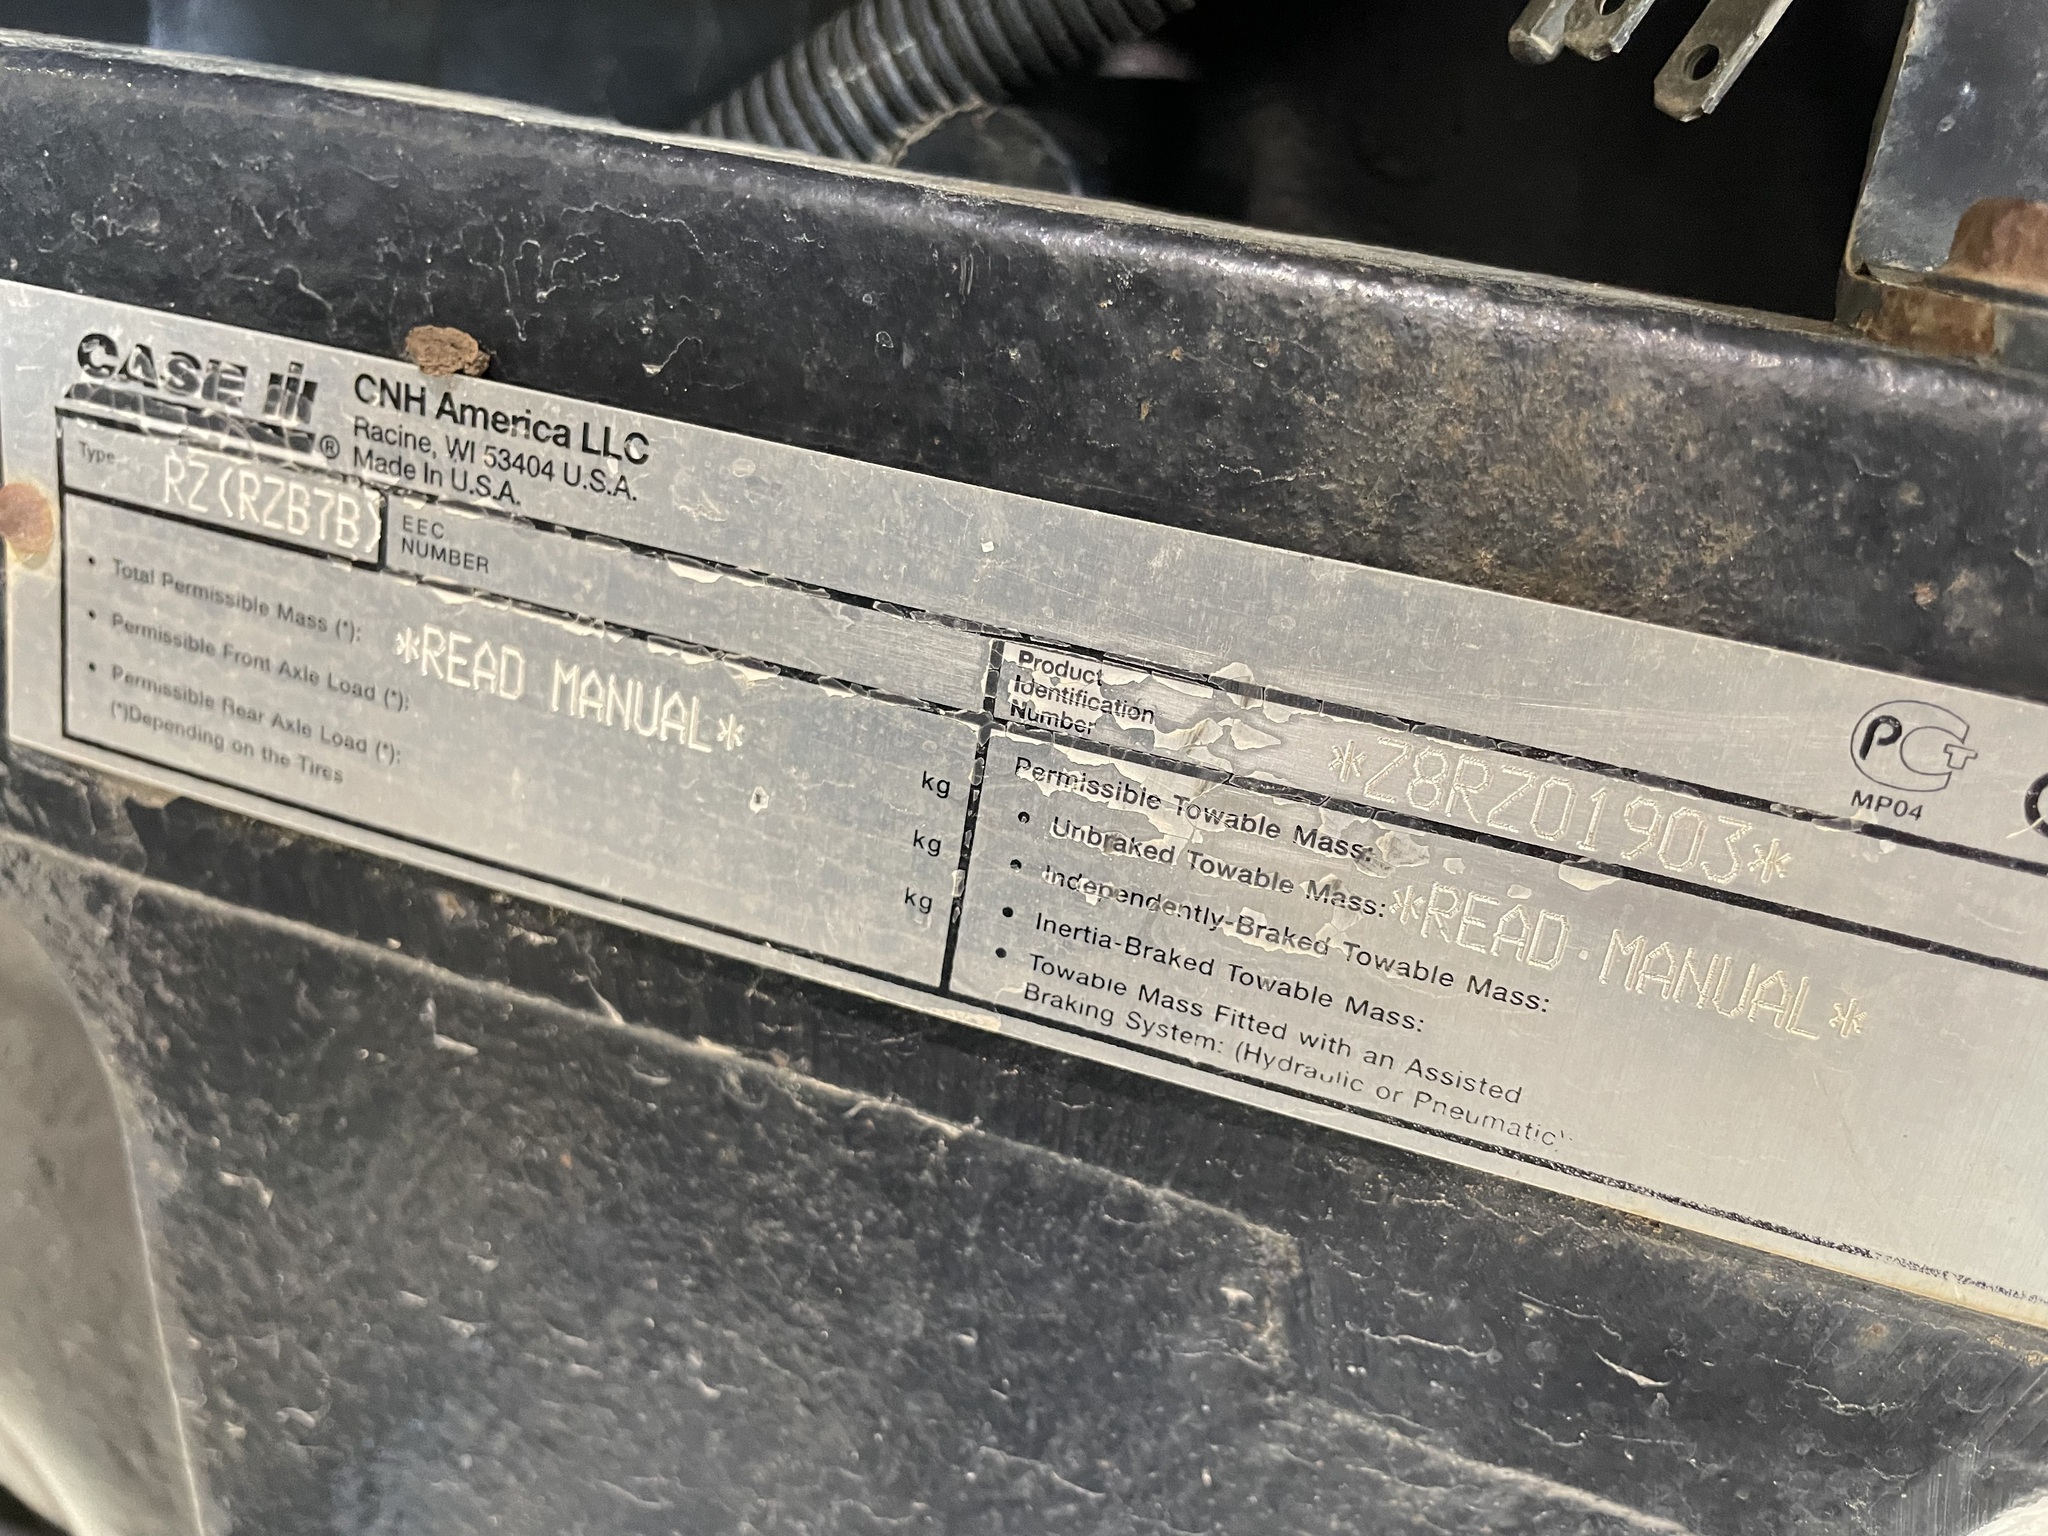 CASE IH ®
CNH America LLC
Racine, WI 53404 U.S.A.
Made In U.S.A.
Type
RZ(RZB7B)
EEC
NUMBER
• Total Permissible Mass (*):
• Permissible Front Axle Load (*):
• Permissible Rear Axle Load (*):
(*)Depending on the Tires
*READ MANUAL*
kg
kg
kg
Product
Identification
Number
*Z8RZ01903*
Permissible Towable Mass:
• Unbraked Towable Mass:
• Independently-Braked Towable Mass:
• Inertia-Braked Towable Mass:
• Towable Mass Fitted with an Assisted
Braking System: (Hydraulic or Pneumatic):
*READ MANUAL*
PCT
MP04